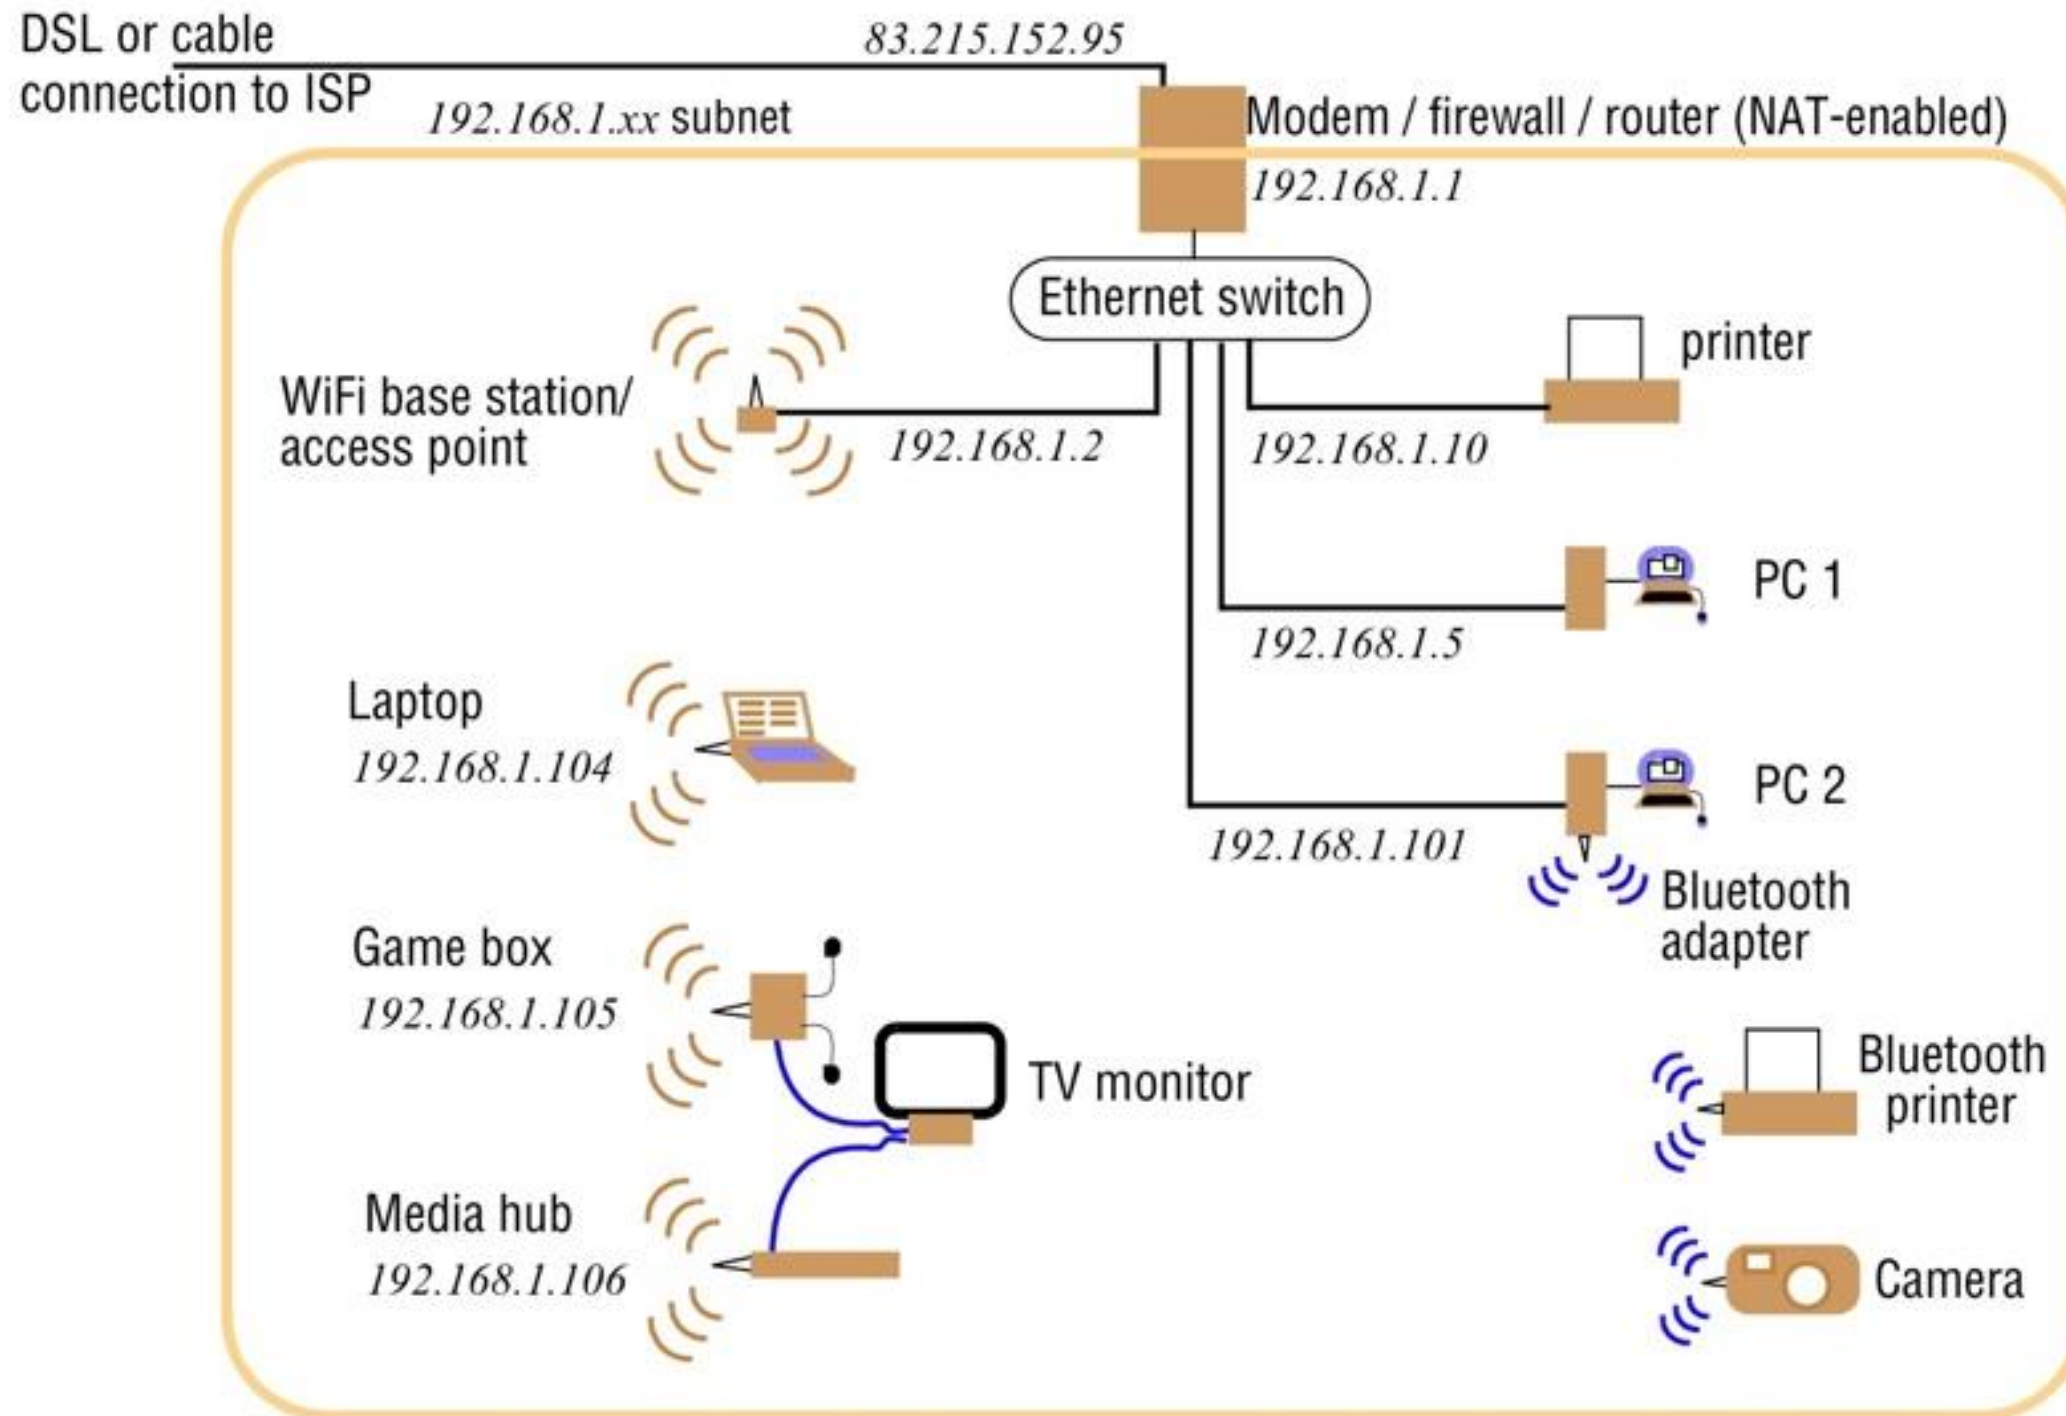 DSL or cable
connection to ISP
83.215.152.95
192.168.1.xx subnet
Modem / firewall / router (NAT-enabled)
192.168.1.1
Ethernet switch
printer
WiFi base station/
access point
192.168.1.2
192.168.1.10
PC 1
192.168.1.5
Laptop
192.168.1.104
PC 2
192.168.1.101
Bluetooth
adapter
Game box
192.168.1.105
TV monitor
Bluetooth
printer
Media hub
192.168.1.106
Camera